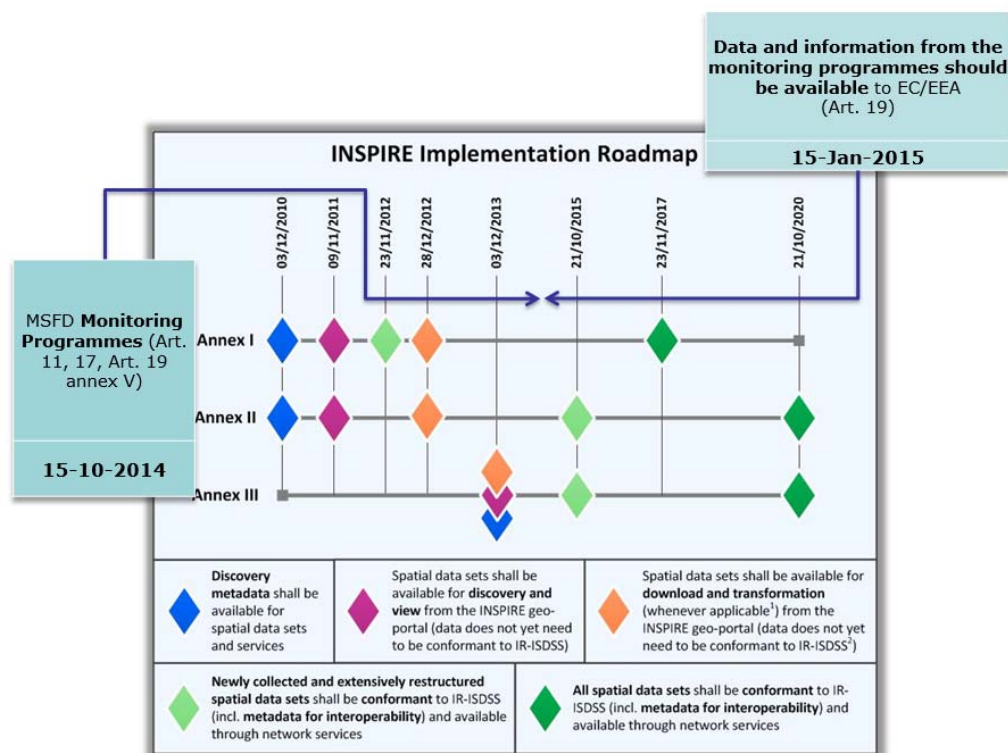 Data and information from the
monitoring programmes should
be available to EC/EEA
(Art. 19)
15-Jan-2015
INSPIRE Implementation Roadmap
03/12/2010
09/11/2011
23/11/2012
28/12/2012
03/12/2013
21/10/2015
23/11/2017
21/10/2020
MSFD Monitoring
Programmes (Art.
11, 17, Art. 19
annex V)
15-10-2014
Annex I
Annex II
Annex III
Discovery
metadata shall be
available for
spatial data sets
and services
Spatial data sets shall be
available for discovery and
view from the INSPIRE geo-
portal (data does not yet need
to be conformant to IR-ISDSS)
Spatial data sets shall be available for
download and transformation
(whenever applicable¹) from the
INSPIRE geo-portal (data does not yet
need to be conformant to IR-ISDSS²)
Newly collected and extensively restructured
spatial data sets shall be conformant to IR-ISDSS
(incl. metadata for interoperability) and available
through network services
All spatial data sets shall be conformant to IR-
ISDSS (incl. metadata for interoperability) and
available through network services